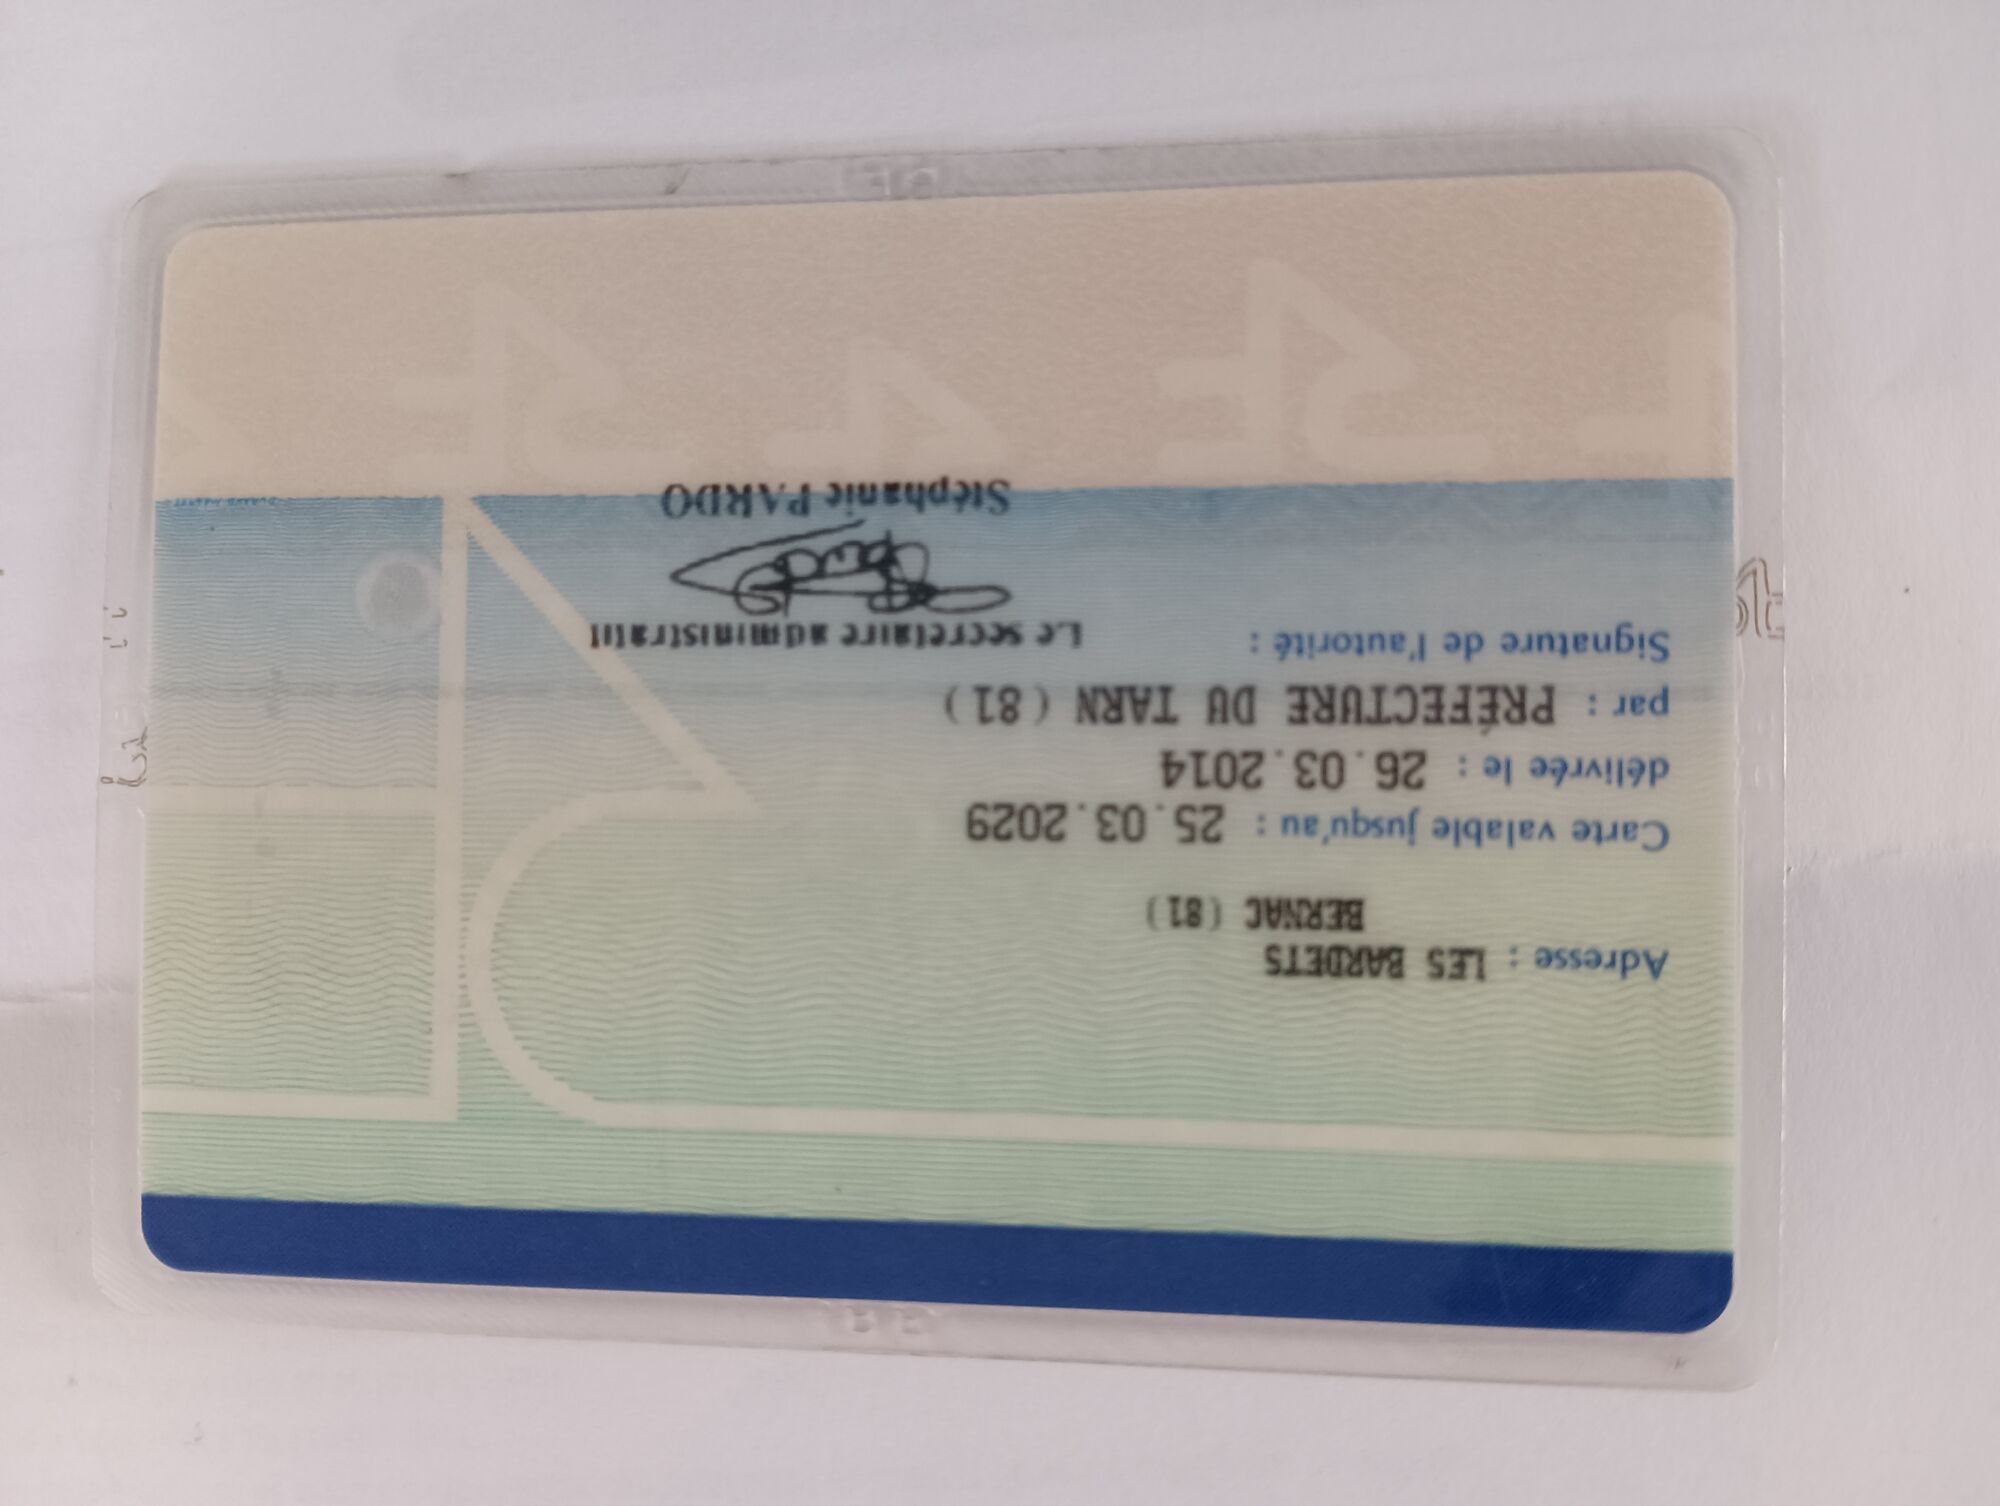 Adresse : LES BARDETS
BERNAC (81)
Carte valable jusqu'au : 25.03.2029
délivrée le : 26.03.2014
par : PRÉFECTURE DU TARN (81)
Signature de l'autorité :
Le secrétaire administratif
Stéphanie PARDO